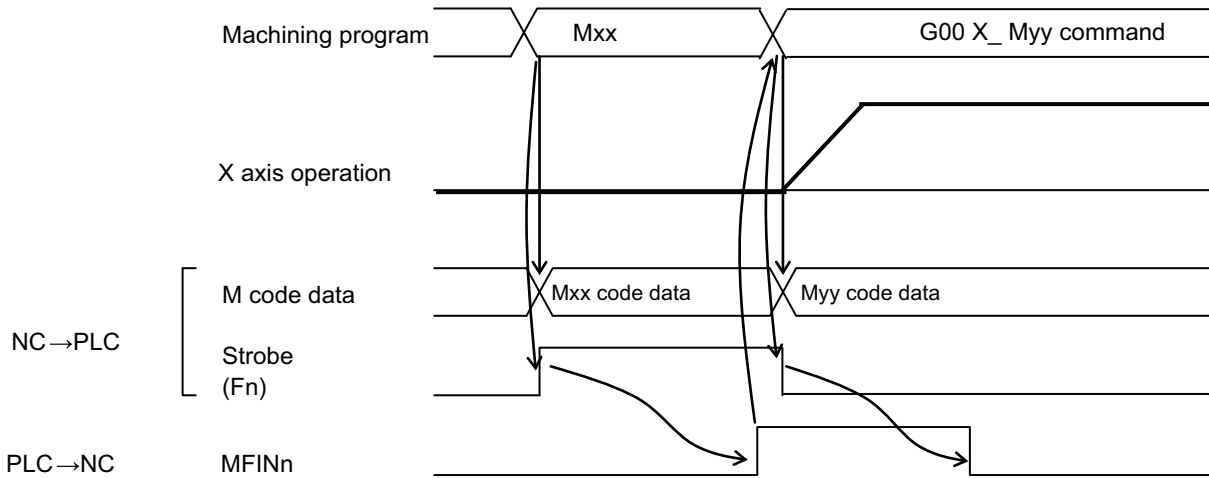 Machining program
Mxx
G00 X_ Myy command
X axis operation
M code data
Mxx code data
Myy code data
NC→PLC
Strobe
(Fn)
PLC→NC
MFINn